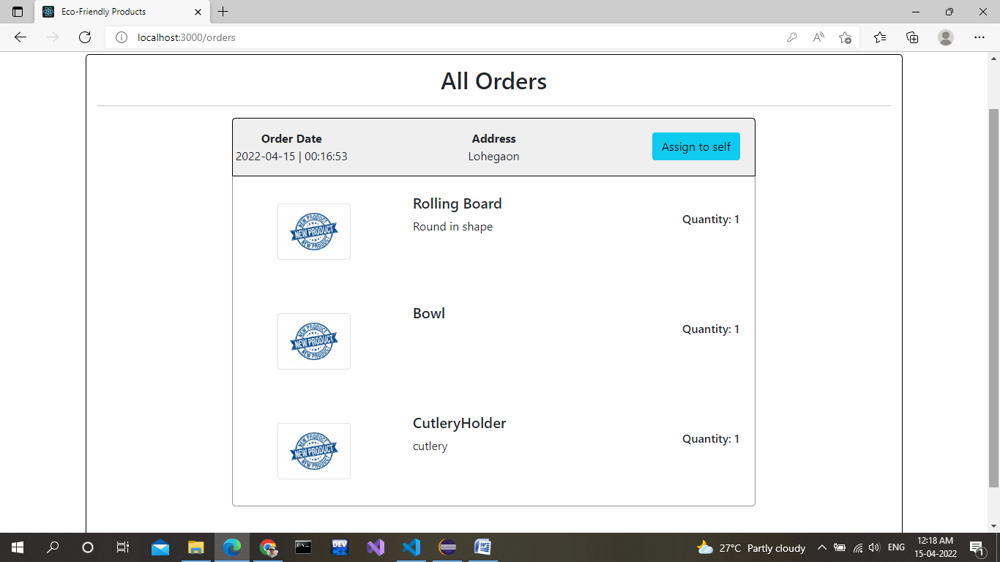 Eco-Friendly Products
localhost:3000/orders
All Orders
Order Date
Address
Assign to self
2022-04-15 | 00:16:53
Lohegaon
Rolling Board
Round in shape
Quantity: 1
NEW PRODUCT
NEW PRODUCT
NEW PRODUCT
Bowl
Quantity: 1
NEW PRODUCT
NEW PRODUCT
NEW PRODUCT
CutleryHolder
cutlery
Quantity: 1
NEW PRODUCT
NEW PRODUCT
NEW PRODUCT
DEV
27°C Partly cloudy
ENG
12:18 AM
15-04-2022
1